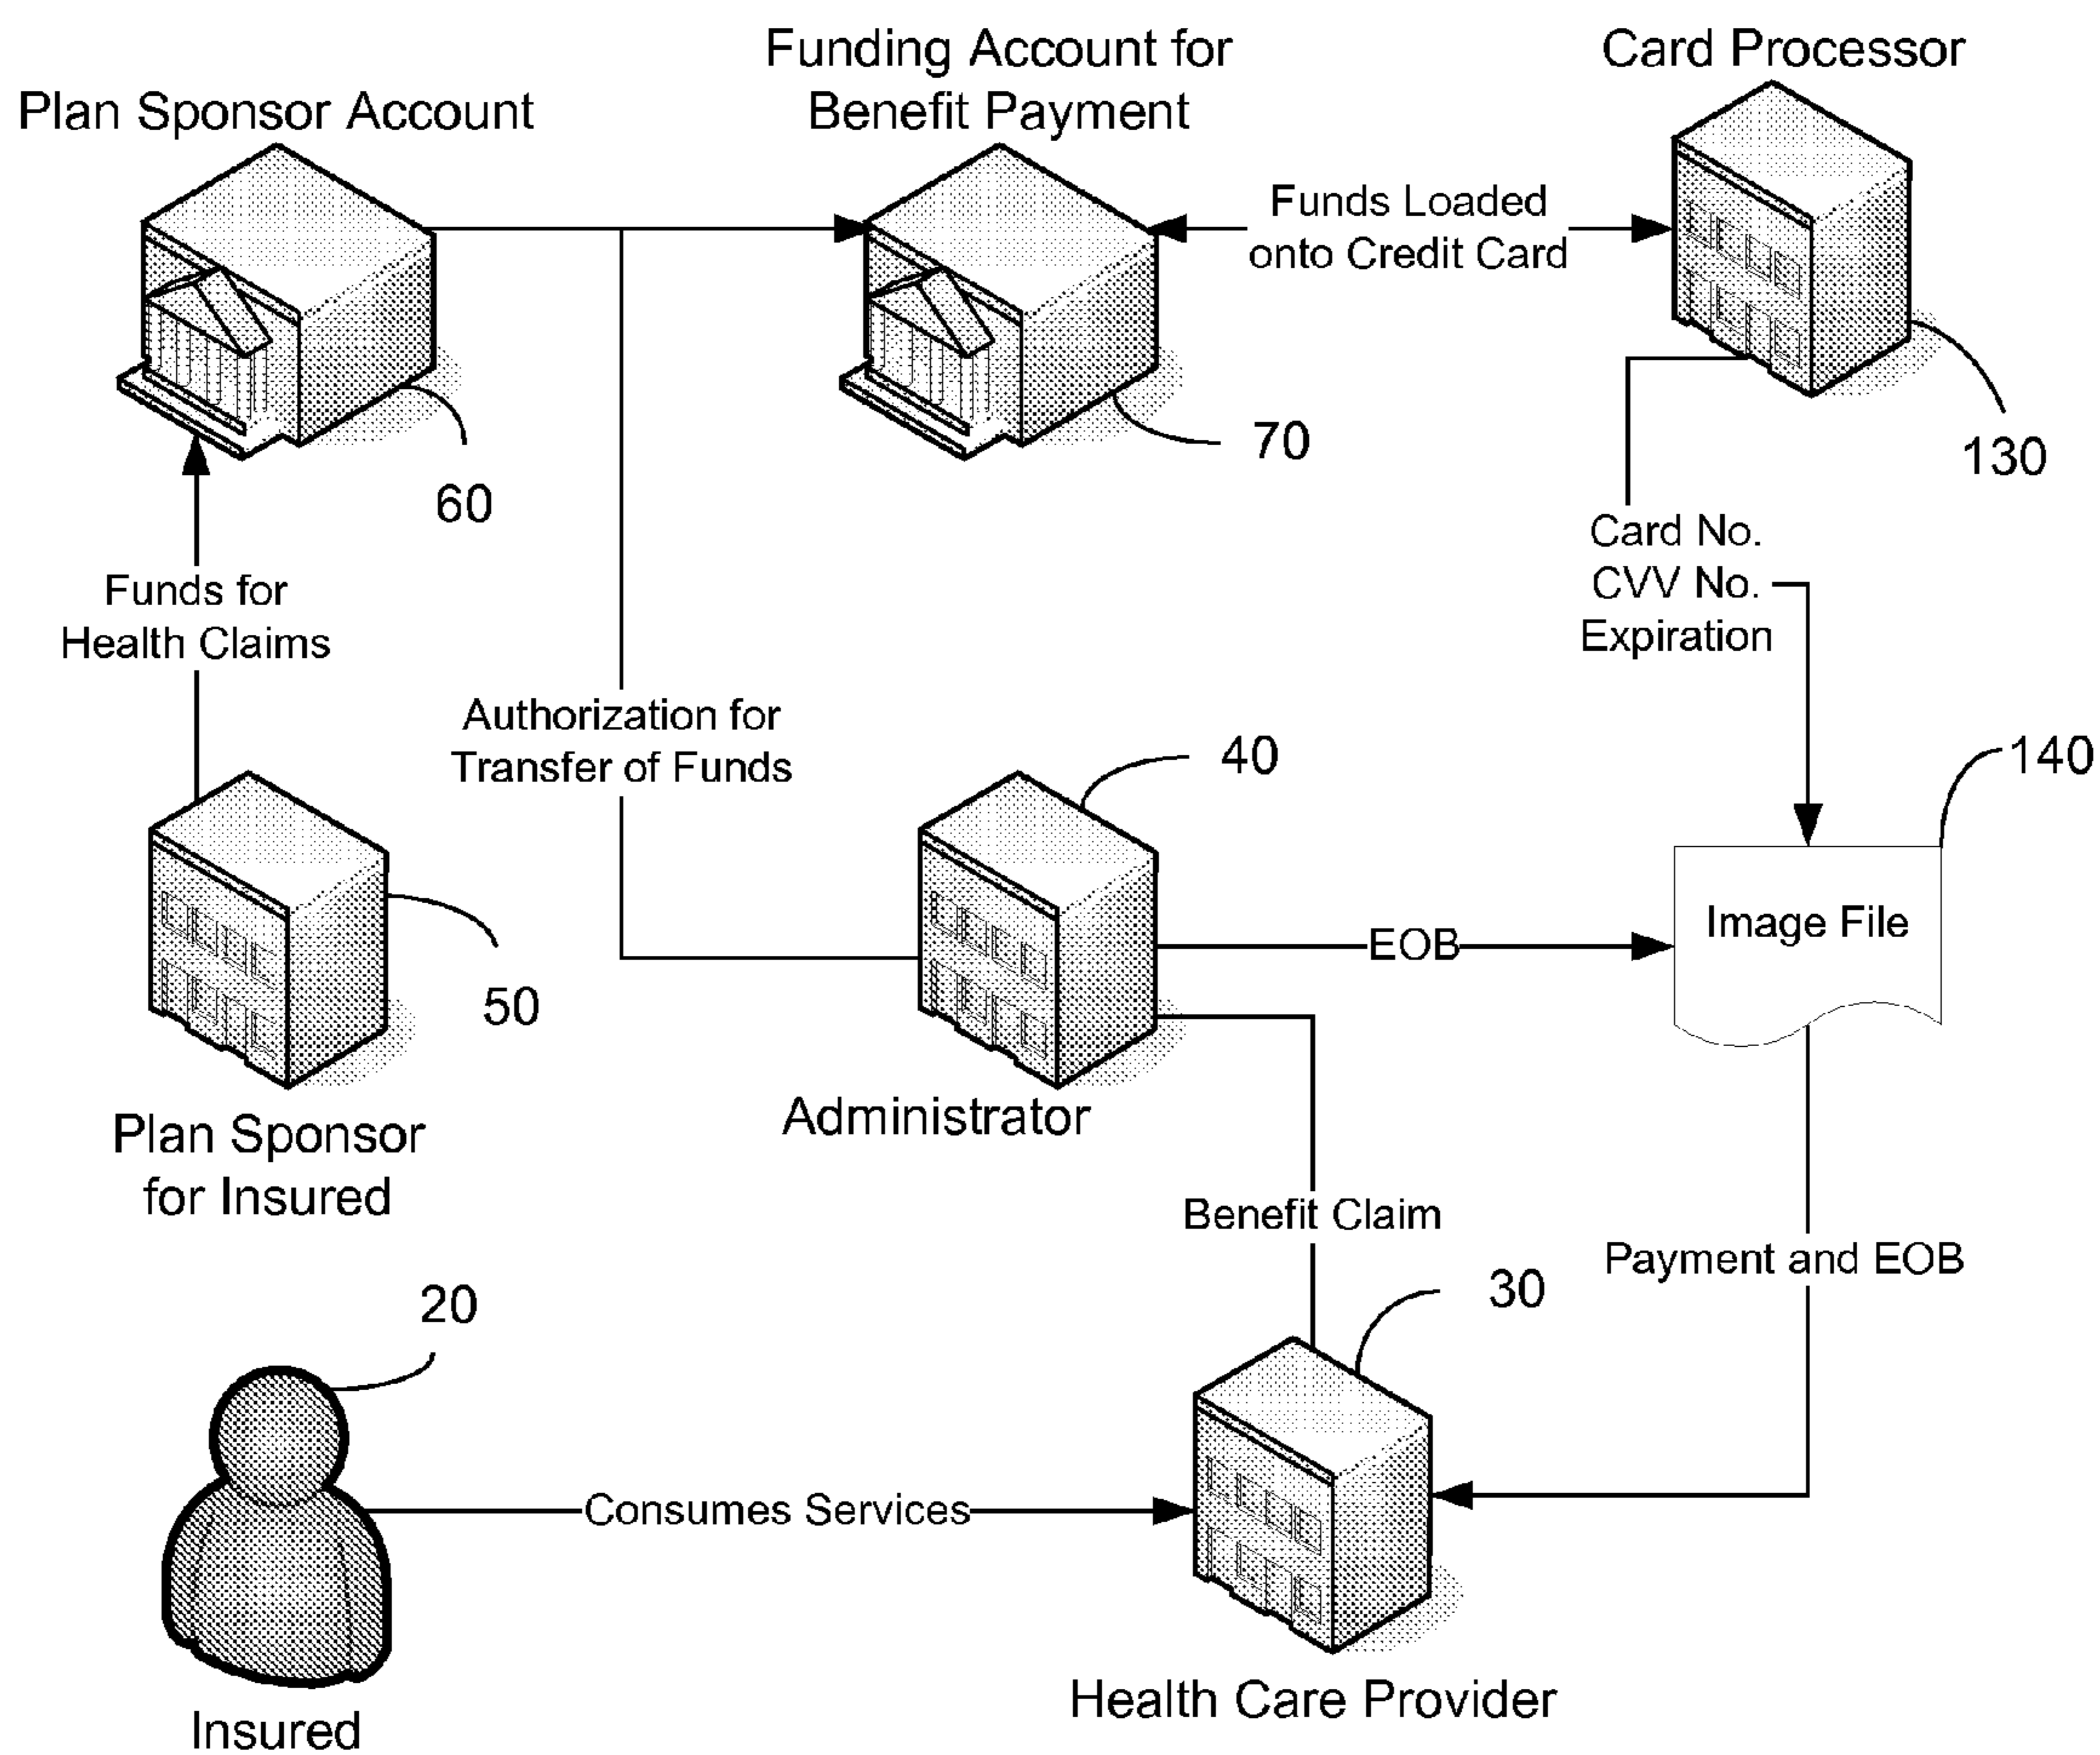 Plan Sponsor Account
Funding Account for
Benefit Payment
Card Processor
Funds Loaded
onto Credit Card
60
70
130
Card No.
CVV No.
Expiration
Funds for
Health Claims
Authorization for
Transfer of Funds
40
140
50
EOB
Image File
Plan Sponsor
for Insured
Administrator
Benefit Claim
Payment and EOB
20
30
Consumes Services
Insured
Health Care Provider